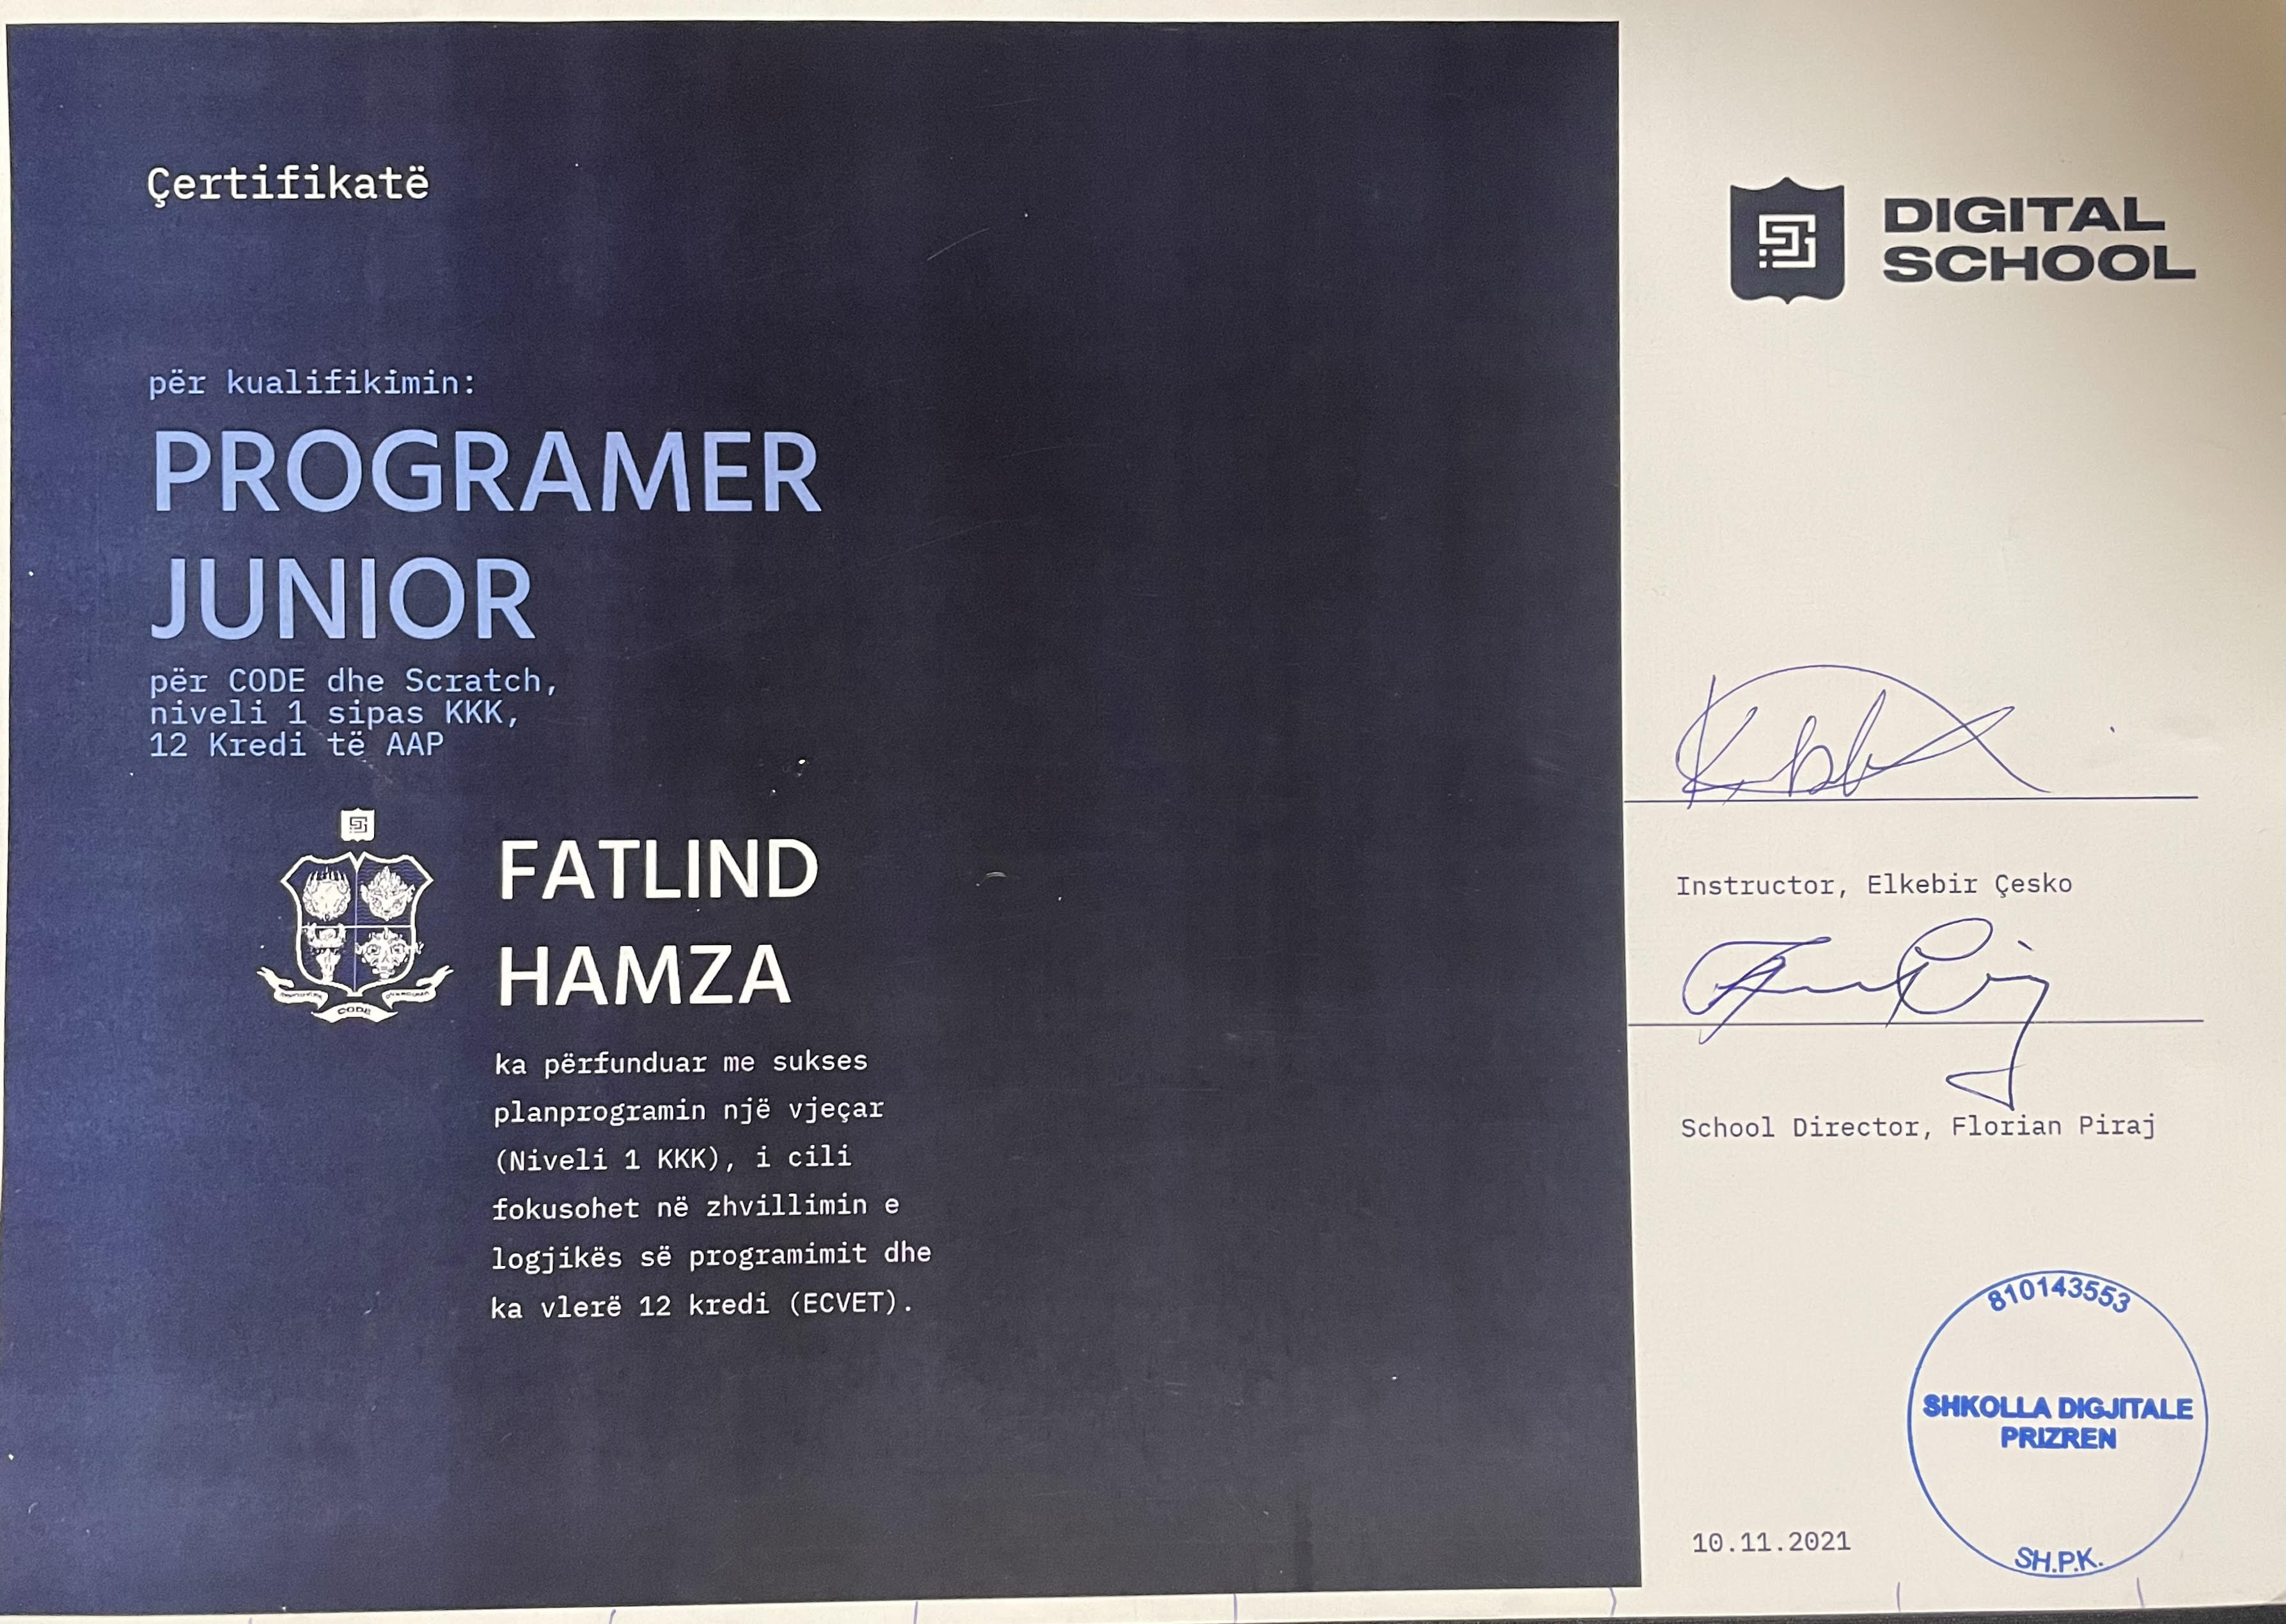 Çertifikatë
për kualifikimin:
PROGRAMER
JUNIOR
për CODE dhe Scratch,
niveli 1 sipas KKK,
12 Kredi të AAP
CODE
FATLIND
HAMZA
ka përfunduar me sukses
planprogramin një vjeçar
(Niveli 1 KKK), i cili
fokusohet në zhvillimin e
logjikës së programimit dhe
ka vlerë 12 kredi (ECVET).
DIGITAL
SCHOOL
Instructor, Elkebir Çesko
School Director, Florian Piraj
810143553
SHKOLLA DIGJITALE
PRIZREN
SH.P.K.
10.11.2021